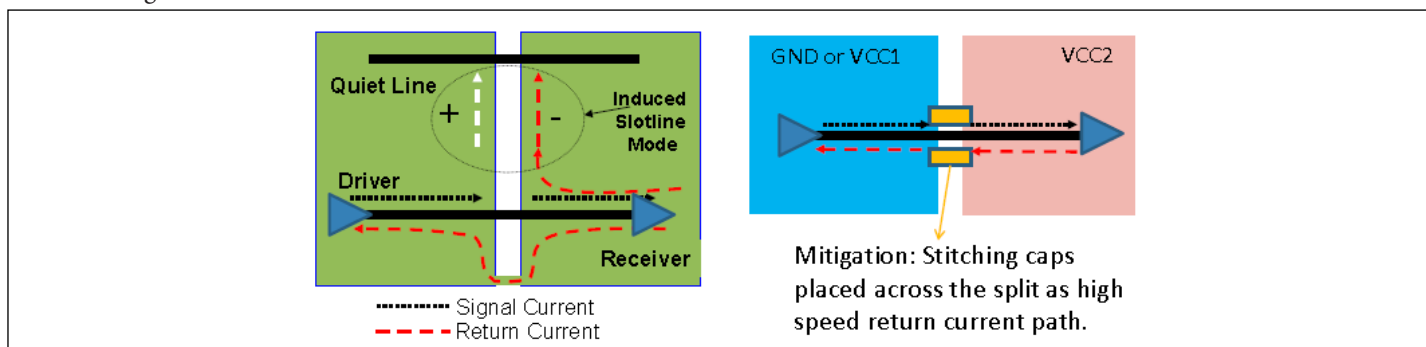 Quiet Line
+
-
Induced
Slotline
Mode
Driver
Receiver
Signal Current
Return Current
GND or VCC1
VCC2
Mitigation: Stitching caps
placed across the split as high
speed return current path.